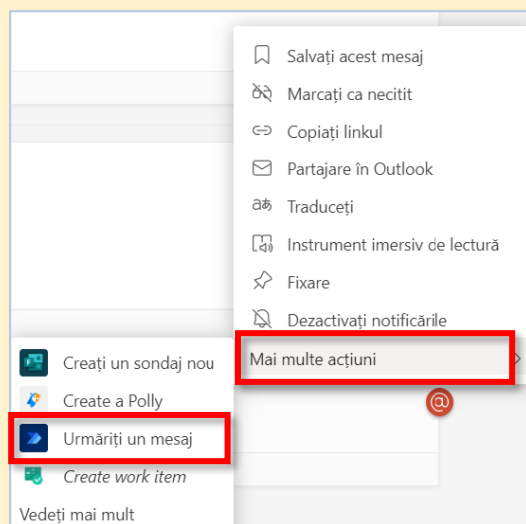 Salvați acest mesaj
Marcați ca necitit
Copiați linkul
Partajare în Outlook
Traduceți
Instrument imersiv de lectură
Fixare
Dezactivați notificările
Mai multe acțiuni
Creați un sondaj nou
Create a Polly
Urmăriți un mesaj
Create work item
Vedeți mai mult